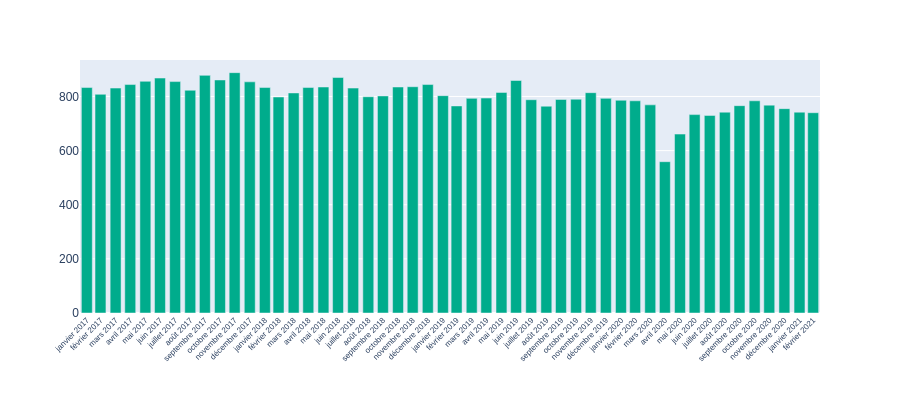 800
600
400
200
0
janvier 2017
février 2017
mars 2017
avril 2017
mai 2017
juin 2017
juillet 2017
août 2017
septembre 2017
octobre 2017
novembre 2017
décembre 2017
janvier 2018
février 2018
mars 2018
avril 2018
mai 2018
juin 2018
juillet 2018
août 2018
septembre 2018
octobre 2018
novembre 2018
décembre 2018
janvier 2019
février 2019
mars 2019
avril 2019
mai 2019
juin 2019
juillet 2019
août 2019
septembre 2019
octobre 2019
novembre 2019
décembre 2019
janvier 2020
février 2020
mars 2020
avril 2020
mai 2020
juin 2020
juillet 2020
août 2020
septembre 2020
octobre 2020
novembre 2020
décembre 2020
janvier 2021
février 2021